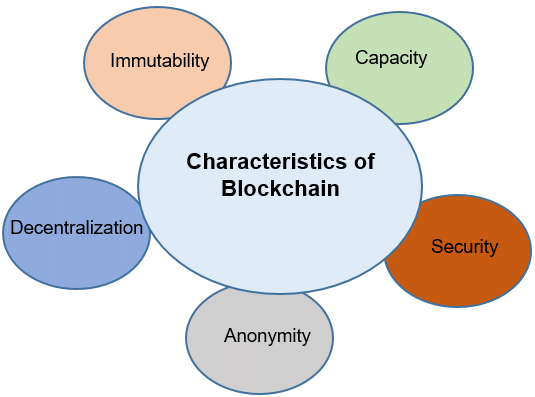 Immutability
Capacity
Characteristics of
Blockchain
Decentralization
Security
Anonymity